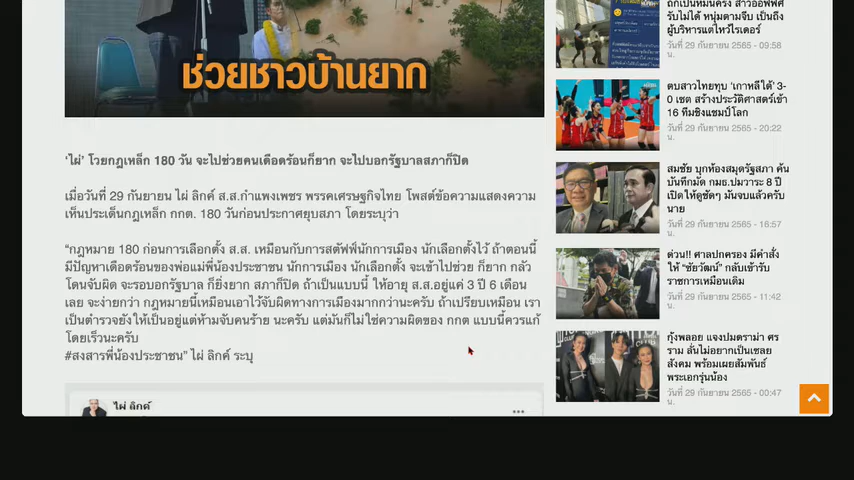 ช่วยชาวบ้านยาก
'ไผ่' โวยกฎเหล็ก 180 วัน จะไปช่วยคนเดือดร้อนก็ยาก จะไปบอกรัฐบาลสภาก็ปิด
เมื่อวันที่ 29 กันยายน ไผ่ ลิกค์ ส.ส.กำแพงเพชร พรรคเศรษฐกิจไทย โพสต์ข้อความแสดงความ
เห็นประเด็นกฎเหล็ก กกต. 180 วันก่อนประกาศยุบสภา โดยระบุว่า
“กฎหมาย 180 ก่อนการเลือกตั้ง ส.ส. เหมือนกับการสตัฟฟ์นักการเมือง นักเลือกตั้งไว้ ถ้าตอนนี้
มีปัญหาเดือดร้อนของพ่อแม่พี่น้องประชาชน นักการเมือง นักเลือกตั้ง จะเข้าไปช่วย ก็ยาก กลัว
โดนจับผิด จะรอบอกรัฐบาล ก็ยิ่งยาก สภาก็ปิด ถ้าเป็นแบบนี้ ให้อายุ ส.ส.อยู่แค่ 3 ปี 6 เดือน
เลย จะง่ายกว่า กฎหมายนี้เหมือนเอาไว้จับผิดทางการเมืองมากกว่านะครับ ถ้าเปรียบเหมือน เรา
เป็นตำรวจยังให้เป็นอยู่แต่ห้ามจับคนร้าย นะครับ แต่มันก็ไม่ใช่ความผิดของ กกต แบบนี้ควรแก้
โดยเร็วนะครับ
#สงสารพี่น้องประชาชน” ไผ่ ลิกค์ ระบุ
ไผ่ ลิกค์
รับไม่ได้ หนุ่มตามจีบ เป็นถึง
ผู้บริหารแต่ไหว้ไรเดอร์
วันที่ 29 กันยายน 2565 - 09:58
น.
ตบสาวไทยทุบ 'เกาหลีใต้' 3-
0 เซต สร้างประวัติศาสตร์เข้า
16 ทีมชิงแชมป์โลก
วันที่ 29 กันยายน 2565 - 20:22
น.
สมชัย บุกห้องสมุดรัฐสภา ค้น
บันทึกมัด กมธ.ปมวาระ 8 ปี
เปิดให้ดูชัดๆ มันจบแล้วครับ
นาย
วันที่ 29 กันยายน 2565 - 16:57
น.
ด่วน!! ศาลปกครอง มีคำสั่ง
ให้ “ชัยวัฒน์” กลับเข้ารับ
ราชการเหมือนเดิม
วันที่ 29 กันยายน 2565 - 11:42
น.
กุ้งพลอย แจงปมดราม่า ศร
ราม ลั่นไม่อยากเป็นเซลย
สังคม พร้อมเผยสัมพันธ์
พระเอกรุ่นน้อง
วันที่ 29 กันยายน 2565 - 00:47
น.